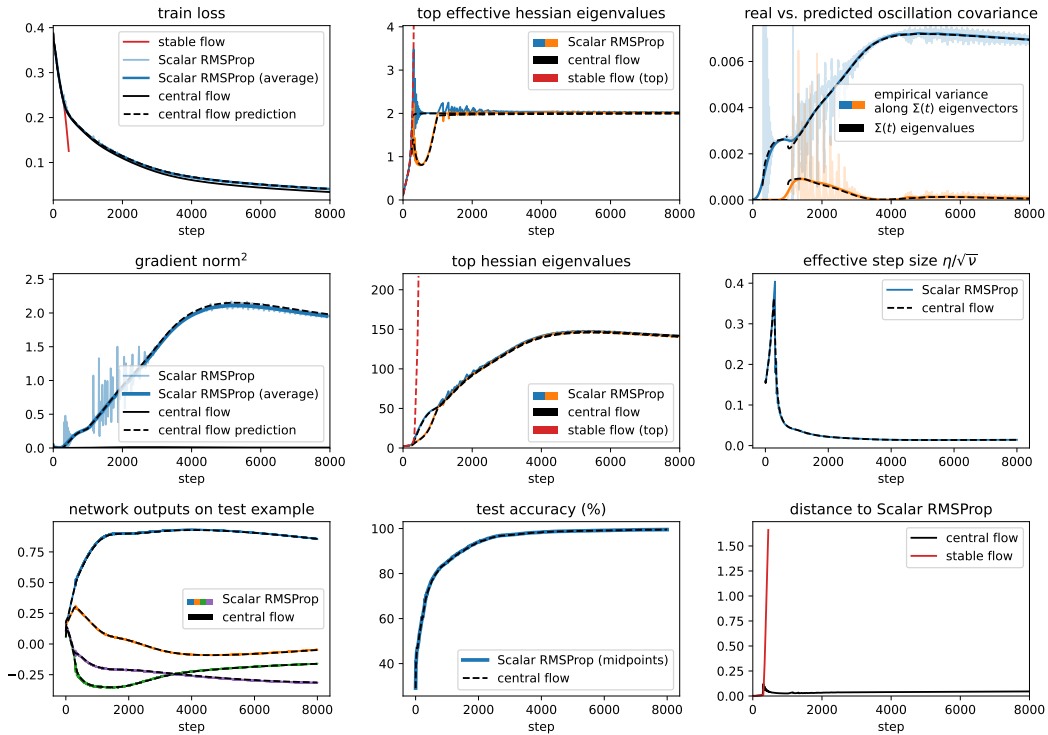 train loss
0.4
0.3
0.2
0.1
0
2000
4000
6000
8000
step
stable flow
Scalar RMSProp
Scalar RMSProp (average)
central flow
central flow prediction
top effective hessian eigenvalues
4
3
2
1
0
0
2000
4000
6000
8000
step
Scalar RMSProp
central flow
stable flow (top)
real vs. predicted oscillation covariance
0.006
0.004
0.002
0.000
0
2000
4000
6000
8000
step
empirical variance
along Σ(t) eigenvectors
Σ(t) eigenvalues
gradient norm²
2.5
2.0
1.5
1.0
0.5
0.0
0
2000
4000
6000
8000
step
Scalar RMSProp
Scalar RMSProp (average)
central flow
central flow prediction
top hessian eigenvalues
200
150
100
50
0
0
2000
4000
6000
8000
step
Scalar RMSProp
central flow
stable flow (top)
effective step size η/√ν
0.4
0.3
0.2
0.1
0.0
0
2000
4000
6000
8000
step
Scalar RMSProp
central flow
network outputs on test example
0.75
0.50
0.25
0.00
−0.25
0
2000
4000
6000
8000
step
Scalar RMSProp
central flow
test accuracy (%)
100
80
60
40
0
2000
4000
6000
8000
step
Scalar RMSProp (midpoints)
central flow
distance to Scalar RMSProp
1.50
1.25
1.00
0.75
0.50
0.25
0.00
0
2000
4000
6000
8000
step
central flow
stable flow